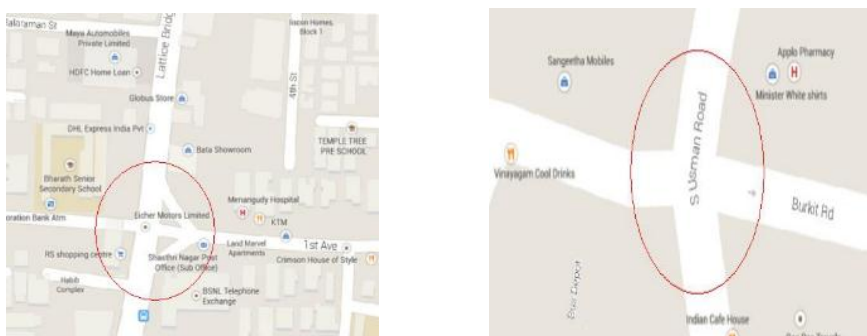 Balaraman St
Maya Automobiles
Private Limited
HDFC Home Loan
Lattice Bridge
Iscon Homes,
Block 1
4th St
Globus Store
DHL Express India Pvt
Bata Showroom
TEMPLE TREE
PRE SCHOOL
Bharath Senior
Secondary School
oration Bank Atm
Eicher Motors Limited
Menangudy Hospital
KTM
RS shopping centre
Shasthri Nagar Post
Office (Sub Office)
Land Marvel
Apartments
1st Ave
Crimson House of Style
Habib
Complex
BSNL Telephone
Exchange
Sangeetha Mobiles
Applo Pharmacy
Minister White shirts
S Usman Road
Vinayagam Cool Drinks
Burkit Rd
Bus Depot
Indian Cafe House